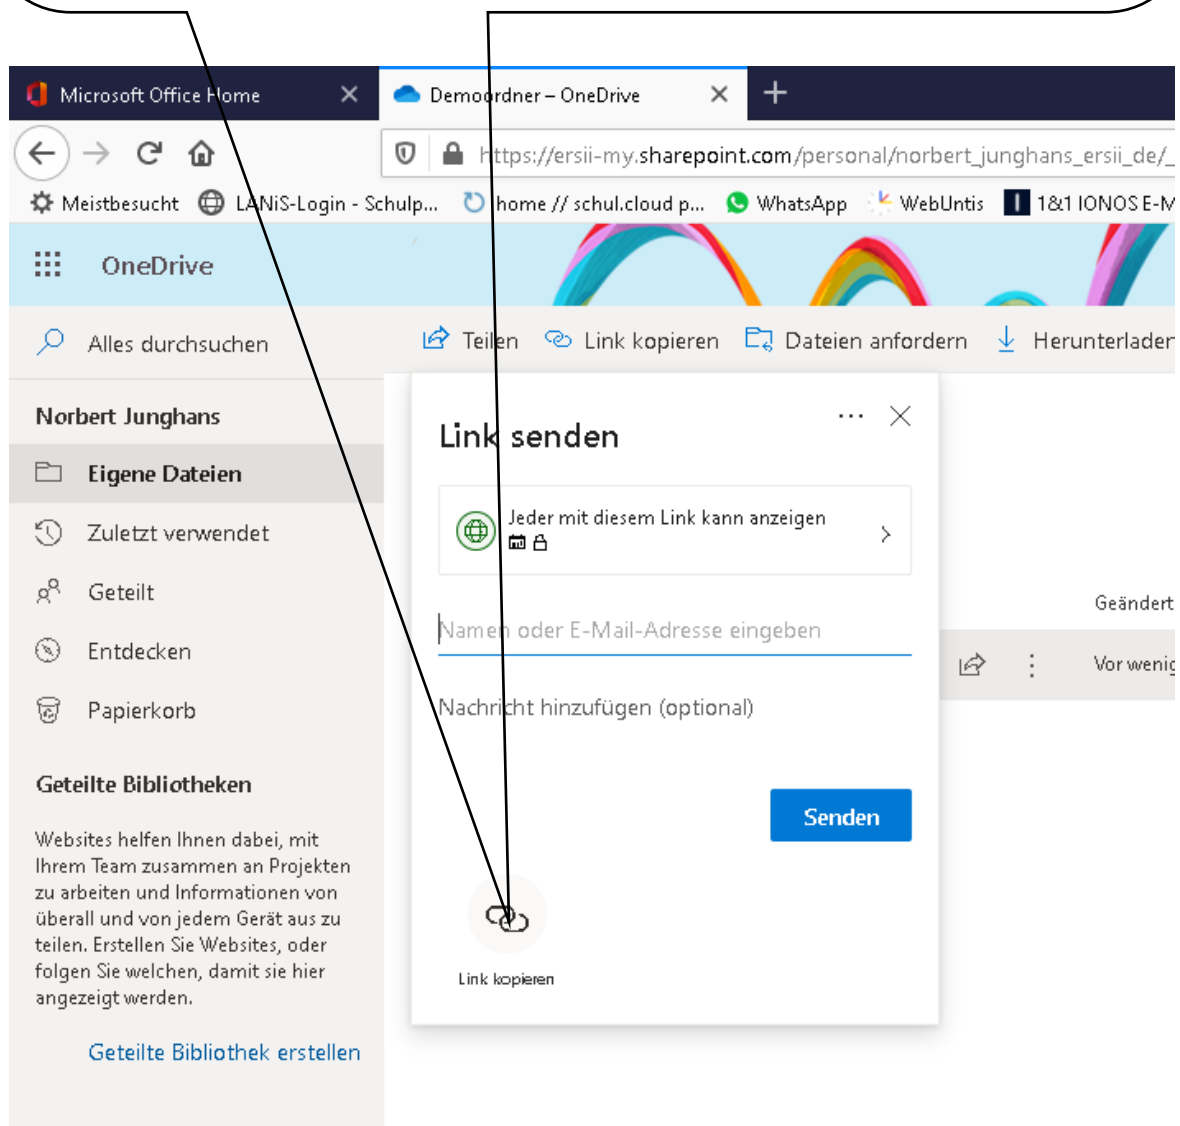 Microsoft Office Home
Demoordner – OneDrive
https://ersii-my.sharepoint.com/personal/norbert_junghans_ersii_de/_
Meistbesucht LANiS-Login - Schulp... home // schul.cloud p... WhatsApp WebUntis 1&1 IONOS E-M
OneDrive
Alles durchsuchen
Teilen Link kopieren Dateien anfordern Herunterladen
Norbert Junghans
Eigene Dateien
Zuletzt verwendet
Geteilt
Entdecken
Papierkorb
Geteilte Bibliotheken
Websites helfen Ihnen dabei, mit
Ihrem Team zusammen an Projekten
zu arbeiten und Informationen von
überall und von jedem Gerät aus zu
teilen. Erstellen Sie Websites, oder
folgen Sie welchen, damit sie hier
angezeigt werden.
Geteilte Bibliothek erstellen
Link senden
Jeder mit diesem Link kann anzeigen
Namen oder E-Mail-Adresse eingeben
Nachricht hinzufügen (optional)
Senden
Link kopieren
Geändert
Vor wenig